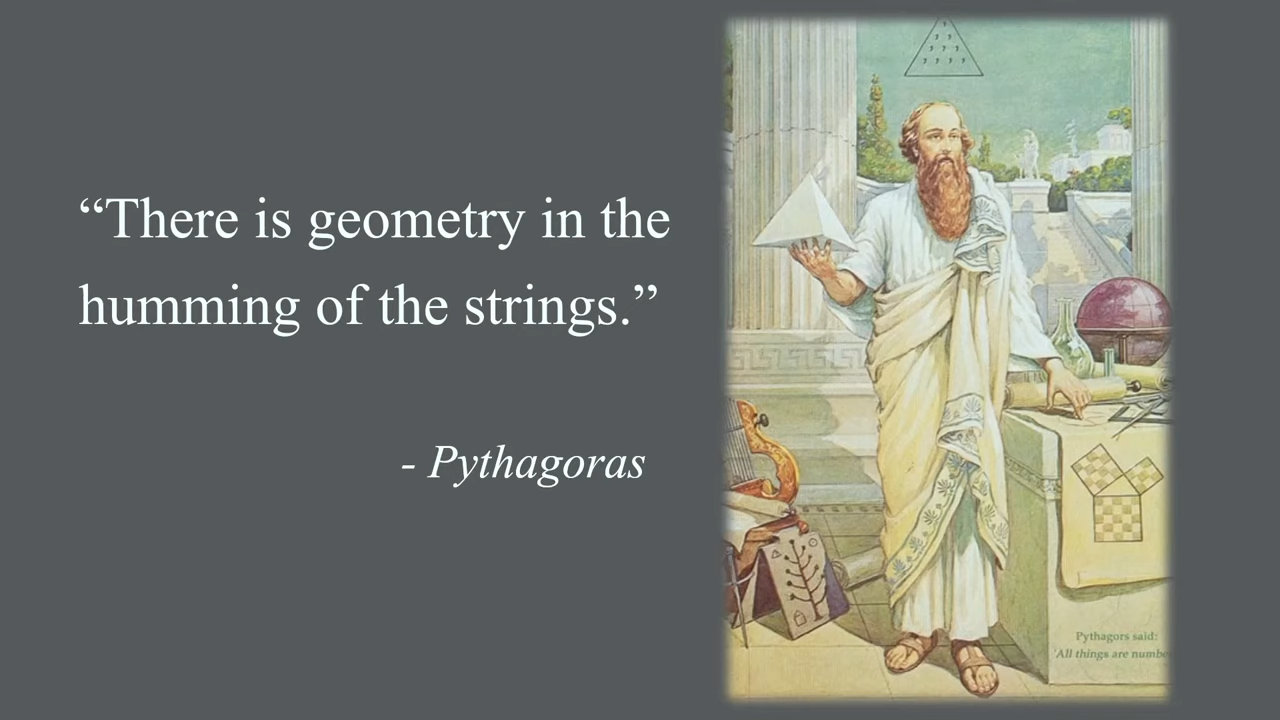 “There is geometry in the
humming of the strings.”
- Pythagoras
Pythagors said:
'All things are numbe